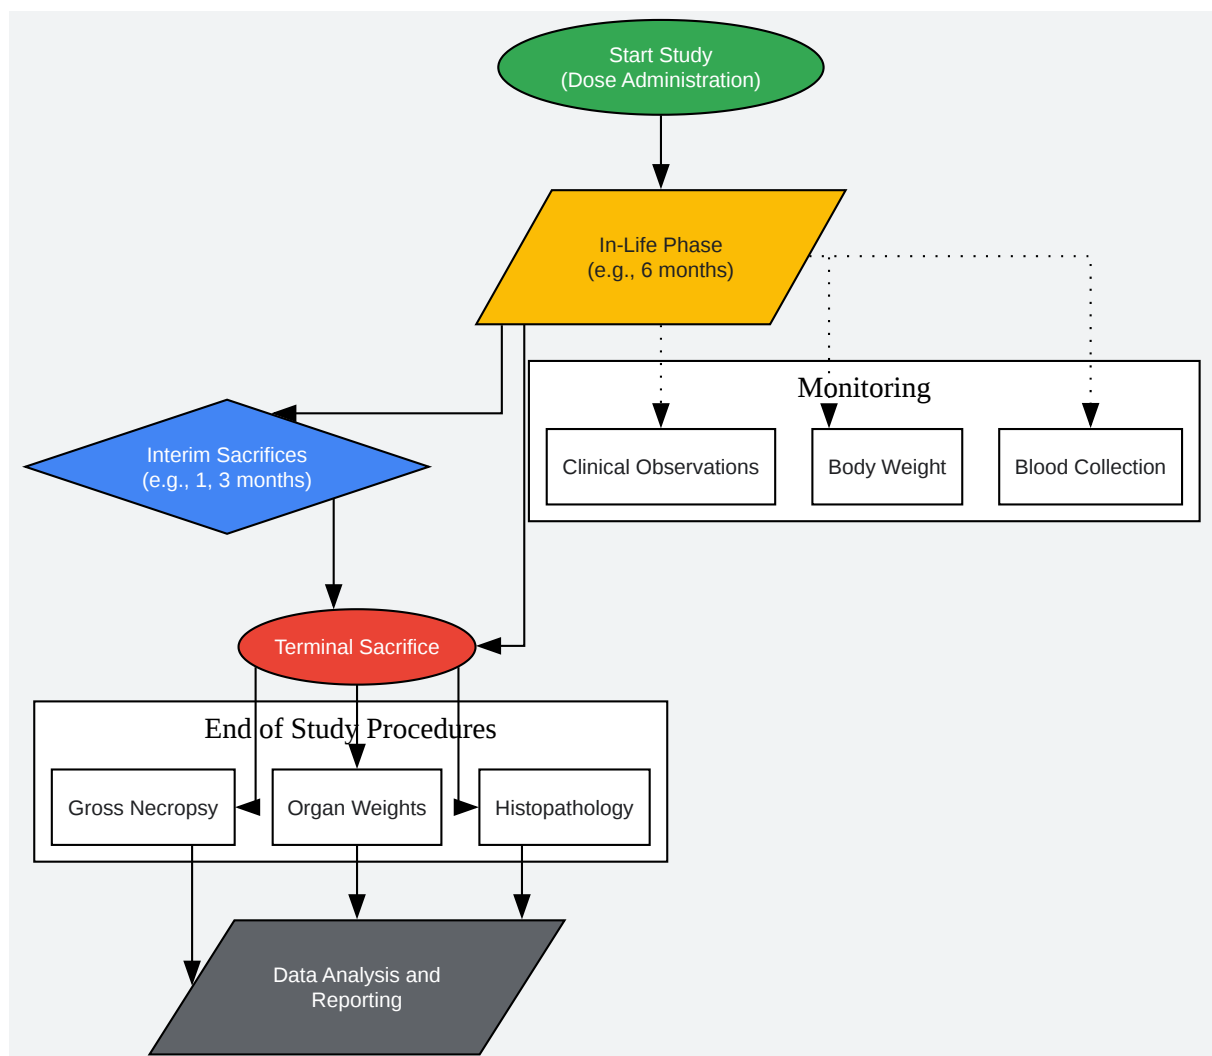 Start Study
(Dose Administration)
In-Life Phase
(e.g., 6 months)
Monitoring
Clinical Observations
Body Weight
Blood Collection
Interim Sacrifices
(e.g., 1, 3 months)
Terminal Sacrifice
End of Study Procedures
Gross Necropsy
Organ Weights
Histopathology
Data Analysis and
Reporting